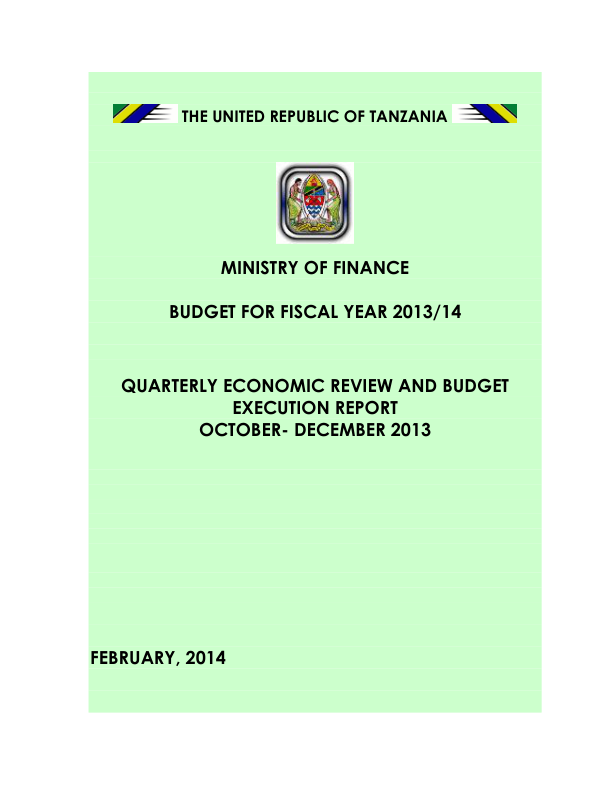 THE UNITED REPUBLIC OF TANZANIA
MINISTRY OF FINANCE
BUDGET FOR FISCAL YEAR 2013/14
QUARTERLY ECONOMIC REVIEW AND BUDGET
EXECUTION REPORT
OCTOBER- DECEMBER 2013
FEBRUARY, 2014